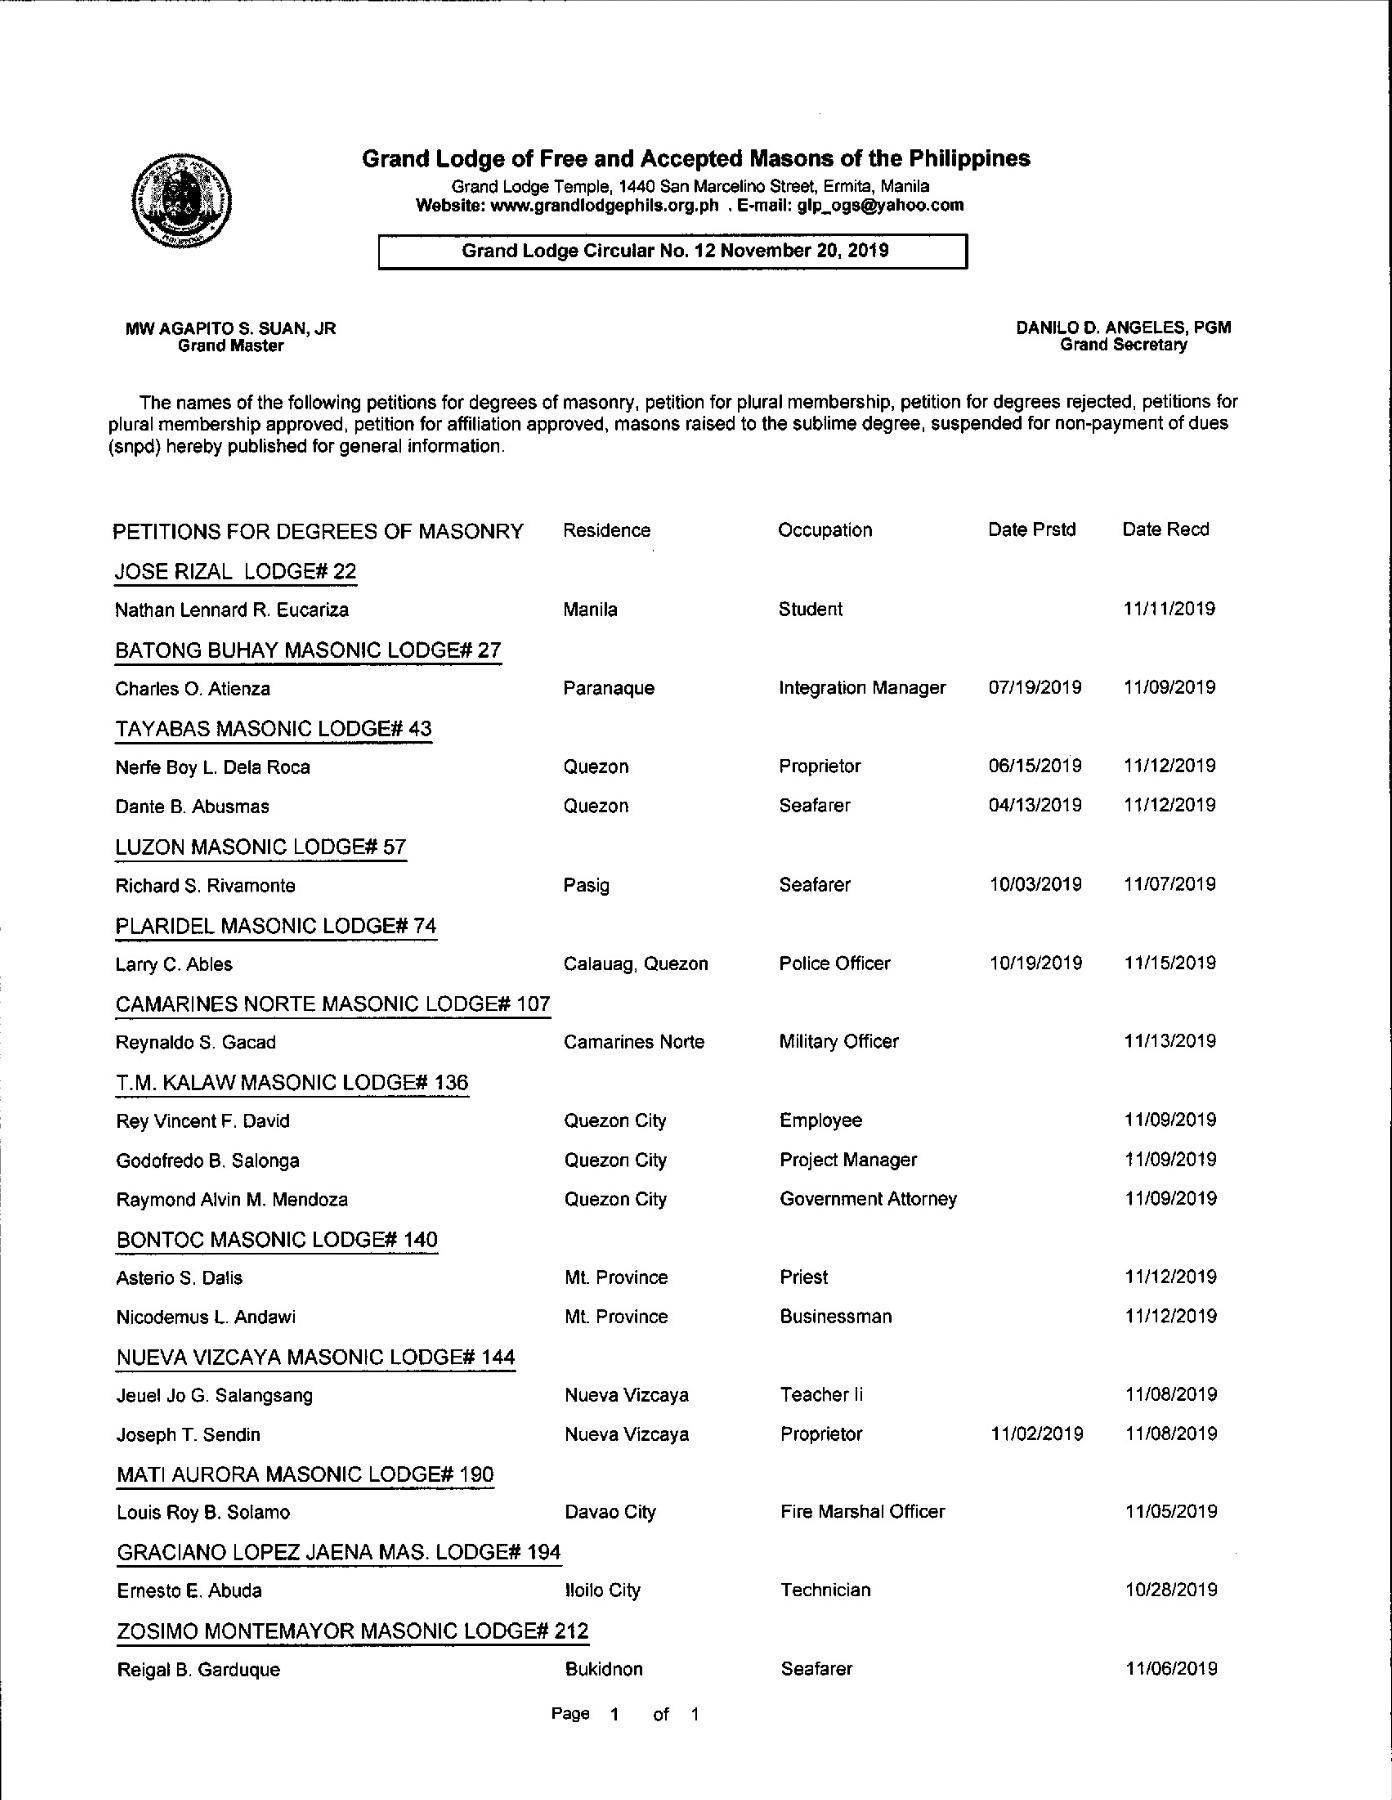 Grand Lodge of Free and Accepted Masons of the Philippines
Grand Lodge Temple, 1440 San Marcelino Street, Ermita, Manila
Website: www.grandlodgephils.org.ph , E-mail: glp_ogs@yahoo.com
Grand Lodge Circular No. 12 November 20, 2019
MW AGAPITO S. SUAN, JR DANILO D. ANGELES, PGM
Grand Master Grand Secretary
The names of the following petitions for degrees of masonry, petition for plural membership, petition for degrees rejected, petitions for
plural membership approved, petition for affiliation approved, masons raised to the sublime degree, suspended for non-payment of dues
(snpd) hereby published for general information.
PETITIONS FOR DEGREES OF MASONRY Residence Occupation Date Prstd Date Recd
JOSE RIZAL LODGE# 22
Nathan Lennard R. Eucariza Manila Student 11/11/2019
BATONG BUHAY MASONIC LODGE# 27
Charles O. Atienza Paranaque Integration Manager 07/19/2019 11/09/2019
TAYABAS MASONIC LODGE# 43
Nerfe Boy L. Dela Roca Quezon Proprietor 06/15/2019 11/12/2019
Dante B. Abusmas Quezon Seafarer 04/13/2019 11/12/2019
LUZON MASONIC LODGE# 57
Richard S. Rivamonte Pasig Seafarer 10/03/2019 11/07/2019
PLARIDEL MASONIC LODGE# 74
Larry C. Ables Calauag, Quezon Police Officer 10/19/2019 11/15/2019
CAMARINES NORTE MASONIC LODGE# 107
Reynaldo S. Gacad Camarines Norte Military Officer 11/13/2019
T.M. KALAW MASONIC LODGE# 136
Rey Vincent F. David Quezon City Employee 11/09/2019
Godofredo B. Salonga Quezon City Project Manager 11/09/2019
Raymond Alvin M. Mendoza Quezon City Government Attorney 11/09/2019
BONTOC MASONIC LODGE# 140
Asterio S. Dalis Mt. Province Priest 11/12/2019
Nicodemus L. Andawi Mt. Province Businessman 11/12/2019
NUEVA VIZCAYA MASONIC LODGE# 144
Jeuel Jo G. Salangsang Nueva Vizcaya Teacher Ii 11/08/2019
Joseph T. Sendin Nueva Vizcaya Proprietor 11/02/2019 11/08/2019
MATI AURORA MASONIC LODGE# 190
Louis Roy B. Solamo Davao City Fire Marshal Officer 11/05/2019
GRACIANO LOPEZ JAENA MAS. LODGE# 194
Ernesto E. Abuda Iloilo City Technician 10/28/2019
ZOSIMO MONTEMAYOR MASONIC LODGE# 212
Reigal B. Garduque Bukidnon Seafarer 11/06/2019
Page 1 of 1